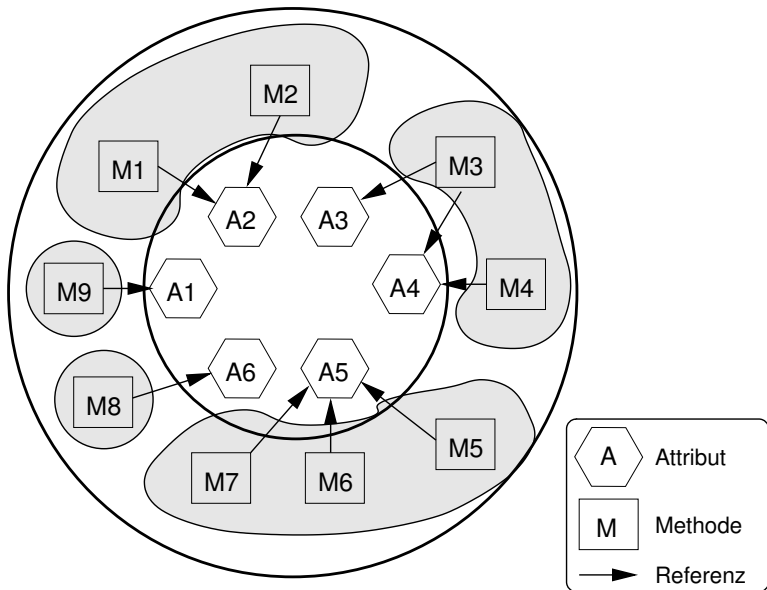 M2
M1
M3
A2
A3
M9
A1
A4
M4
M8
A6
A5
M5
M7
M6
A
Attribut
M
Methode
Referenz